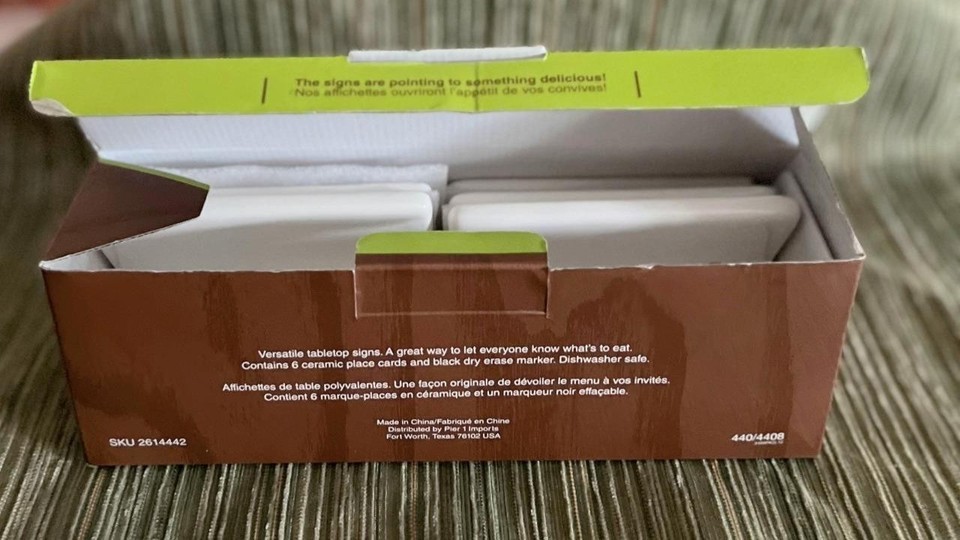 The signs are pointing to something delicious!
Nos affichettes ouvriront l'appétit de vos convives!
Versatile tabletop signs. A great way to let everyone know what's to eat.
Contains 6 ceramic place cards and black dry erase marker. Dishwasher safe.
Affichettes de table polyvalentes. Une façon originale de dévoiler le menu à vos invités.
Contient 6 marque-places en céramique et un marqueur noir effaçable.
Made in China/Fabriqué en Chine
Distributed by Pier 1 Imports
Fort Worth, Texas 76102 USA
SKU 2614442
440/4408